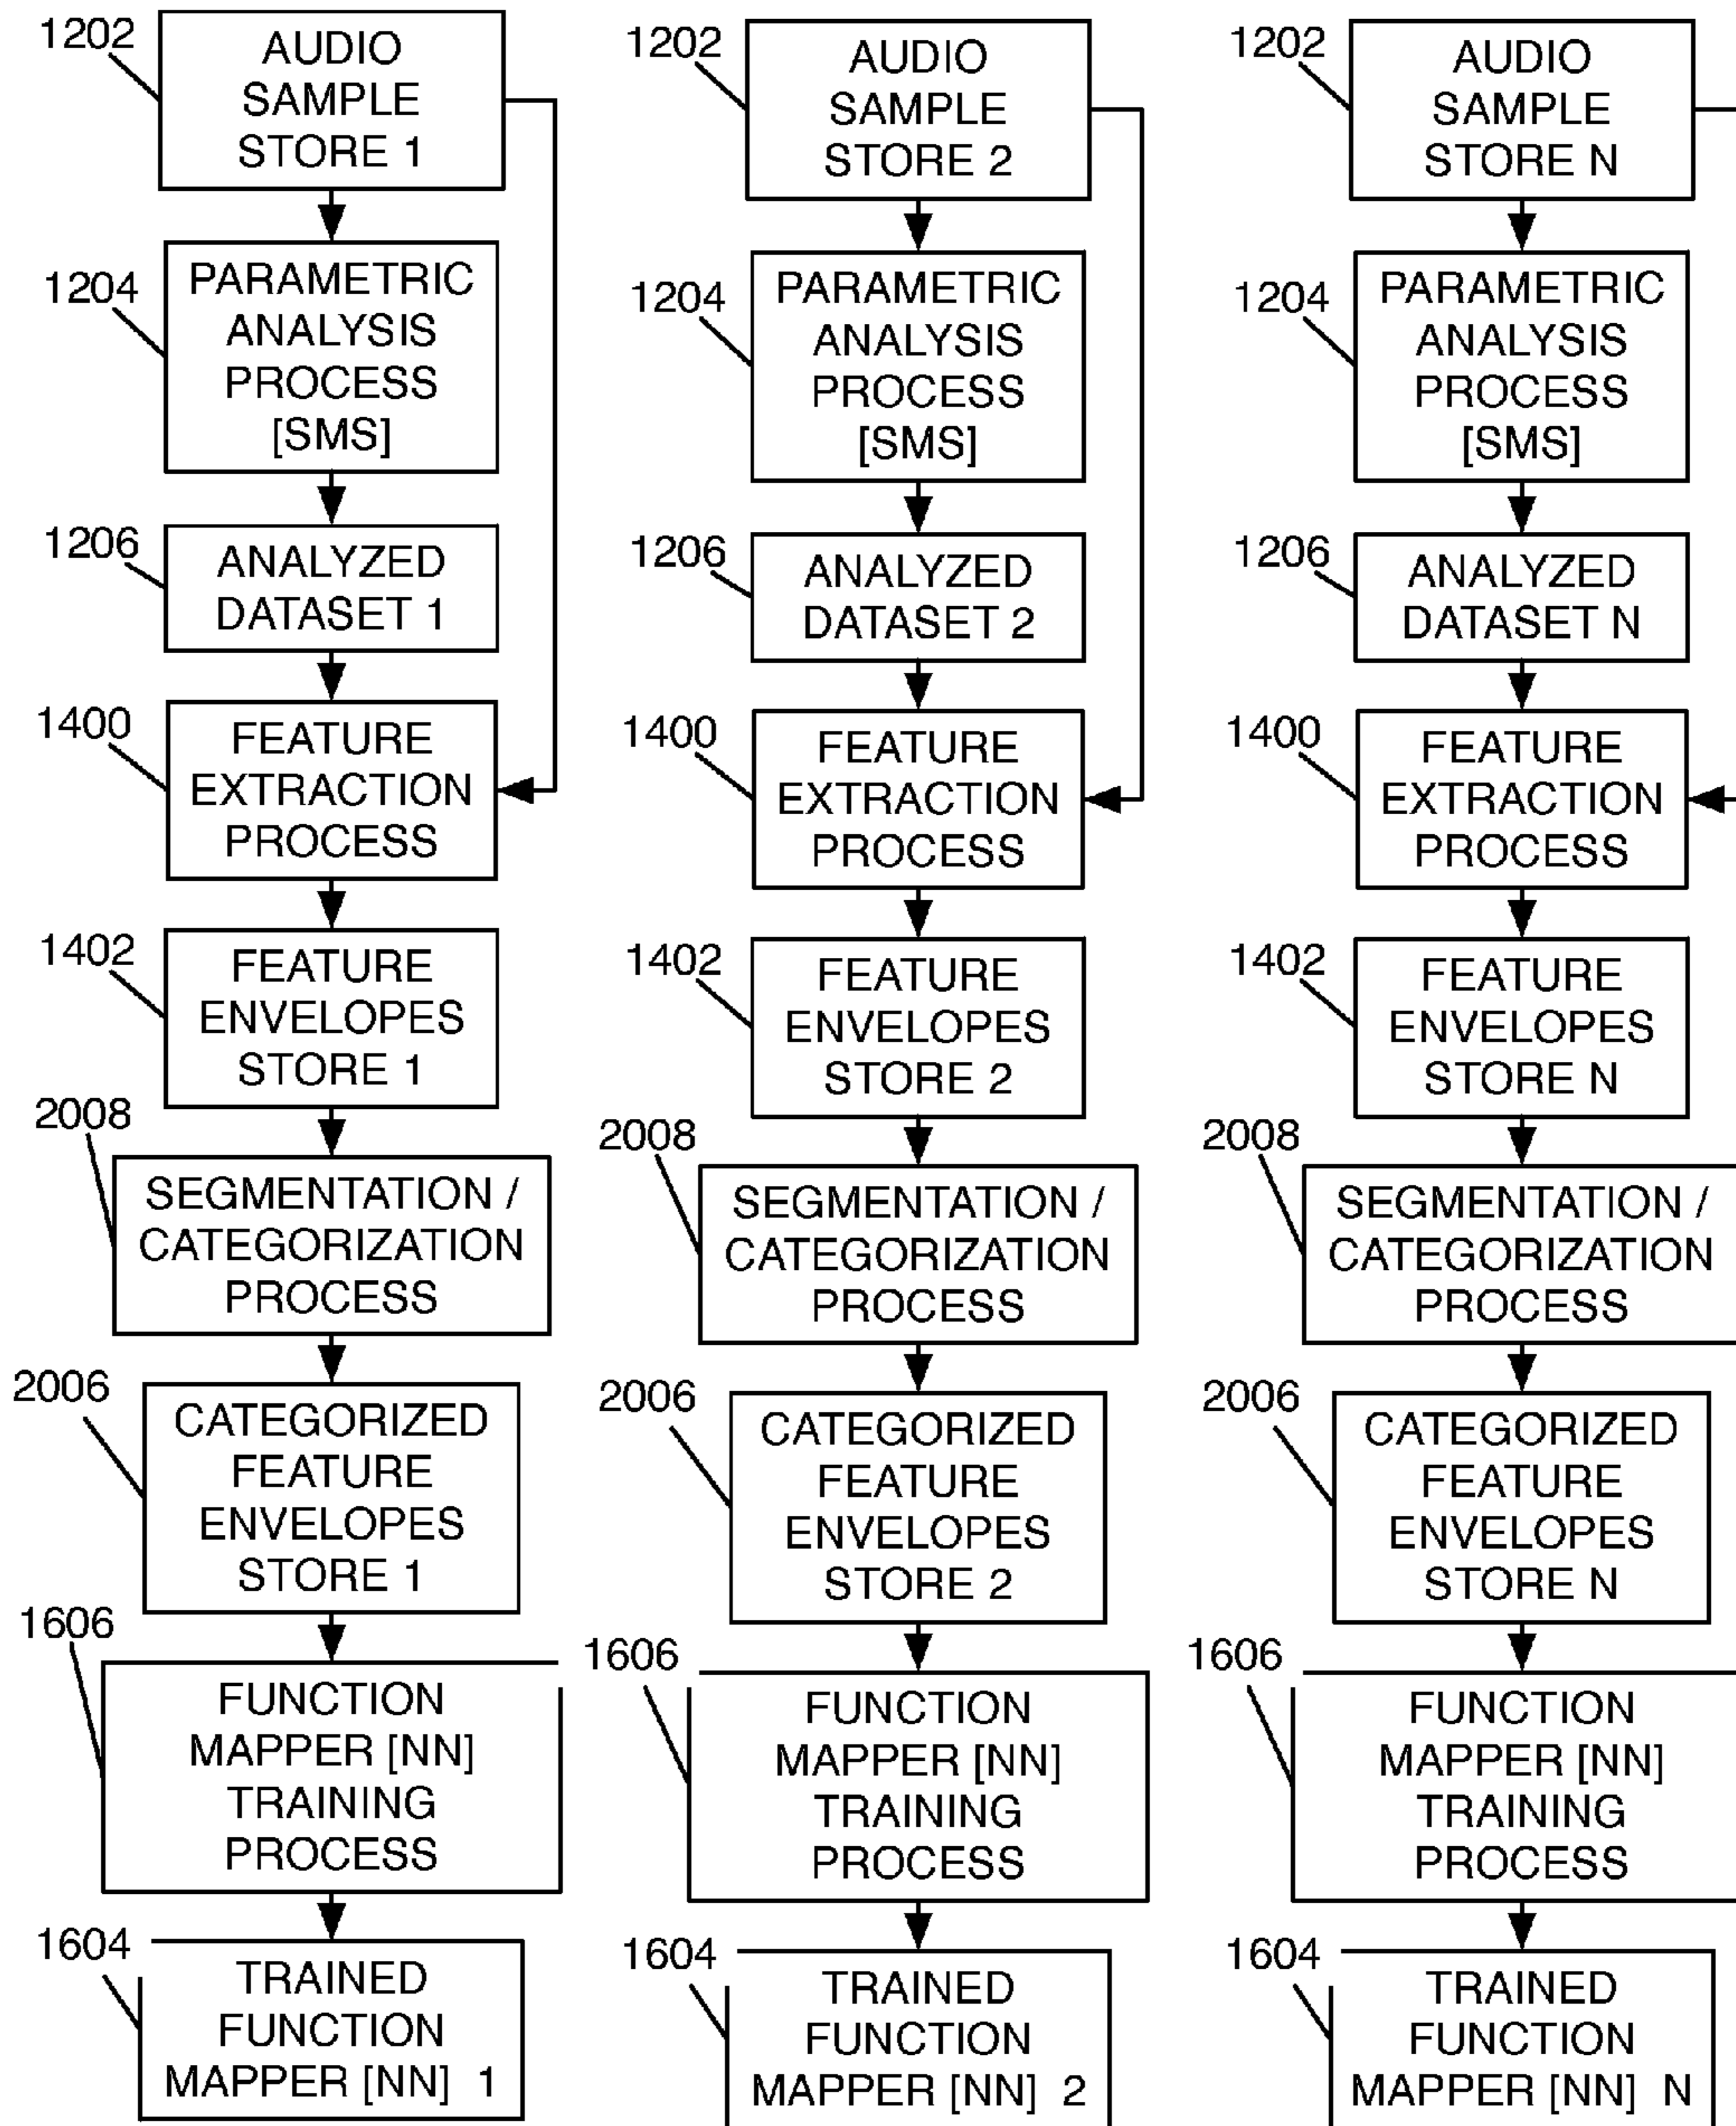 1202
AUDIO
SAMPLE
STORE 1
1204
PARAMETRIC
ANALYSIS
PROCESS
[SMS]
1206
ANALYZED
DATASET 1
1400
FEATURE
EXTRACTION
PROCESS
1402
FEATURE
ENVELOPES
STORE 1
2008
SEGMENTATION /
CATEGORIZATION
PROCESS
2006
CATEGORIZED
FEATURE
ENVELOPES
STORE 1
1606
FUNCTION
MAPPER [NN]
TRAINING
PROCESS
1604
TRAINED
FUNCTION
MAPPER [NN] 1
1202
AUDIO
SAMPLE
STORE 2
1204
PARAMETRIC
ANALYSIS
PROCESS
[SMS]
1206
ANALYZED
DATASET 2
1400
FEATURE
EXTRACTION
PROCESS
1402
FEATURE
ENVELOPES
STORE 2
2008
SEGMENTATION /
CATEGORIZATION
PROCESS
2006
CATEGORIZED
FEATURE
ENVELOPES
STORE 2
1606
FUNCTION
MAPPER [NN]
TRAINING
PROCESS
1604
TRAINED
FUNCTION
MAPPER [NN] 2
1202
AUDIO
SAMPLE
STORE N
1204
PARAMETRIC
ANALYSIS
PROCESS
[SMS]
1206
ANALYZED
DATASET N
1400
FEATURE
EXTRACTION
PROCESS
1402
FEATURE
ENVELOPES
STORE N
2008
SEGMENTATION /
CATEGORIZATION
PROCESS
2006
CATEGORIZED
FEATURE
ENVELOPES
STORE N
1606
FUNCTION
MAPPER [NN]
TRAINING
PROCESS
1604
TRAINED
FUNCTION
MAPPER [NN] N